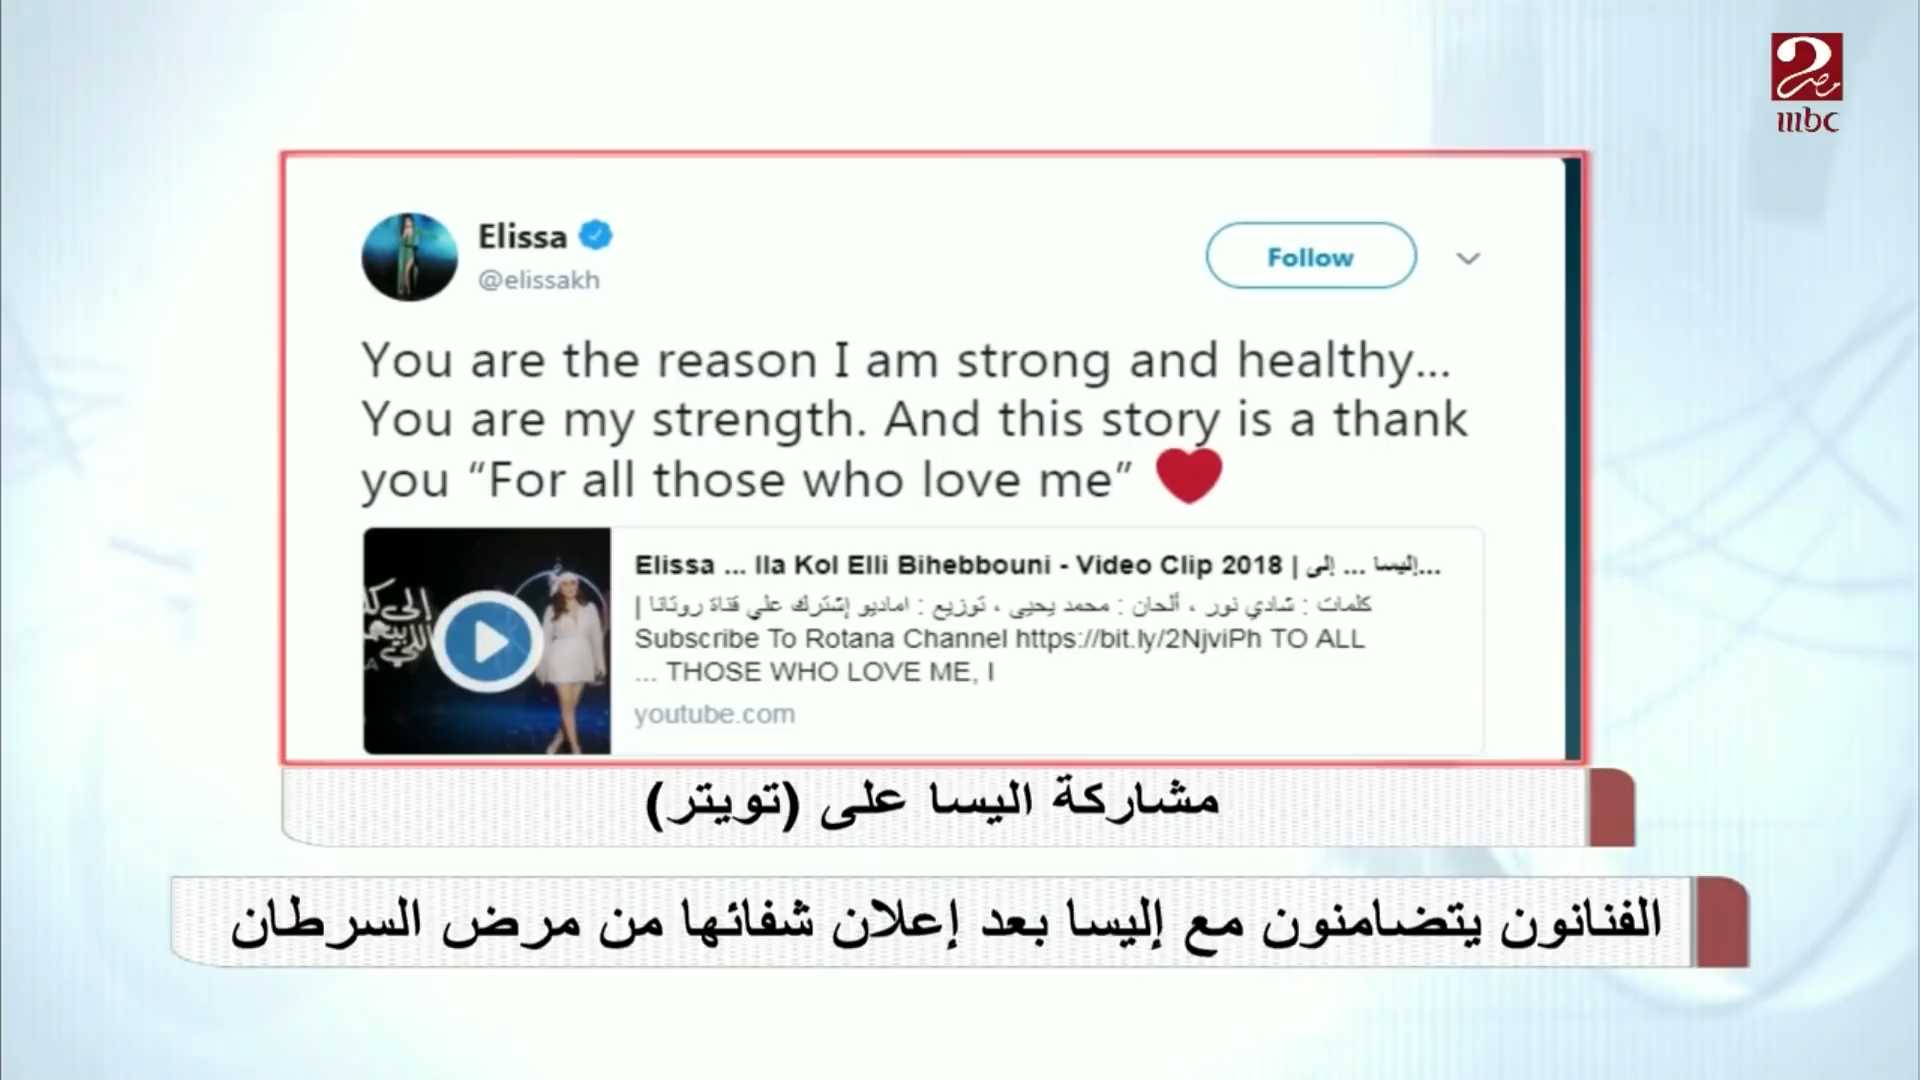 مصر
mbc
Elissa
@elissakh
Follow
You are the reason I am strong and healthy...
You are my strength. And this story is a thank
you “For all those who love me” ❤
إلى كل
اللي بيحبوني
Elissa ... Ila Kol Elli Bihebbouni - Video Clip 2018 | إليسا ... إلى...
كلمات : شادي نور ، ألحان : محمد يحيى ، توزيع : اماديو إشترك علي قناة روتانا |
Subscribe To Rotana Channel https://bit.ly/2NjviPh TO ALL
... THOSE WHO LOVE ME, I
youtube.com
مشاركة اليسا على (تويتر)
الفنانون يتضامنون مع إليسا بعد إعلان شفائها من مرض السرطان